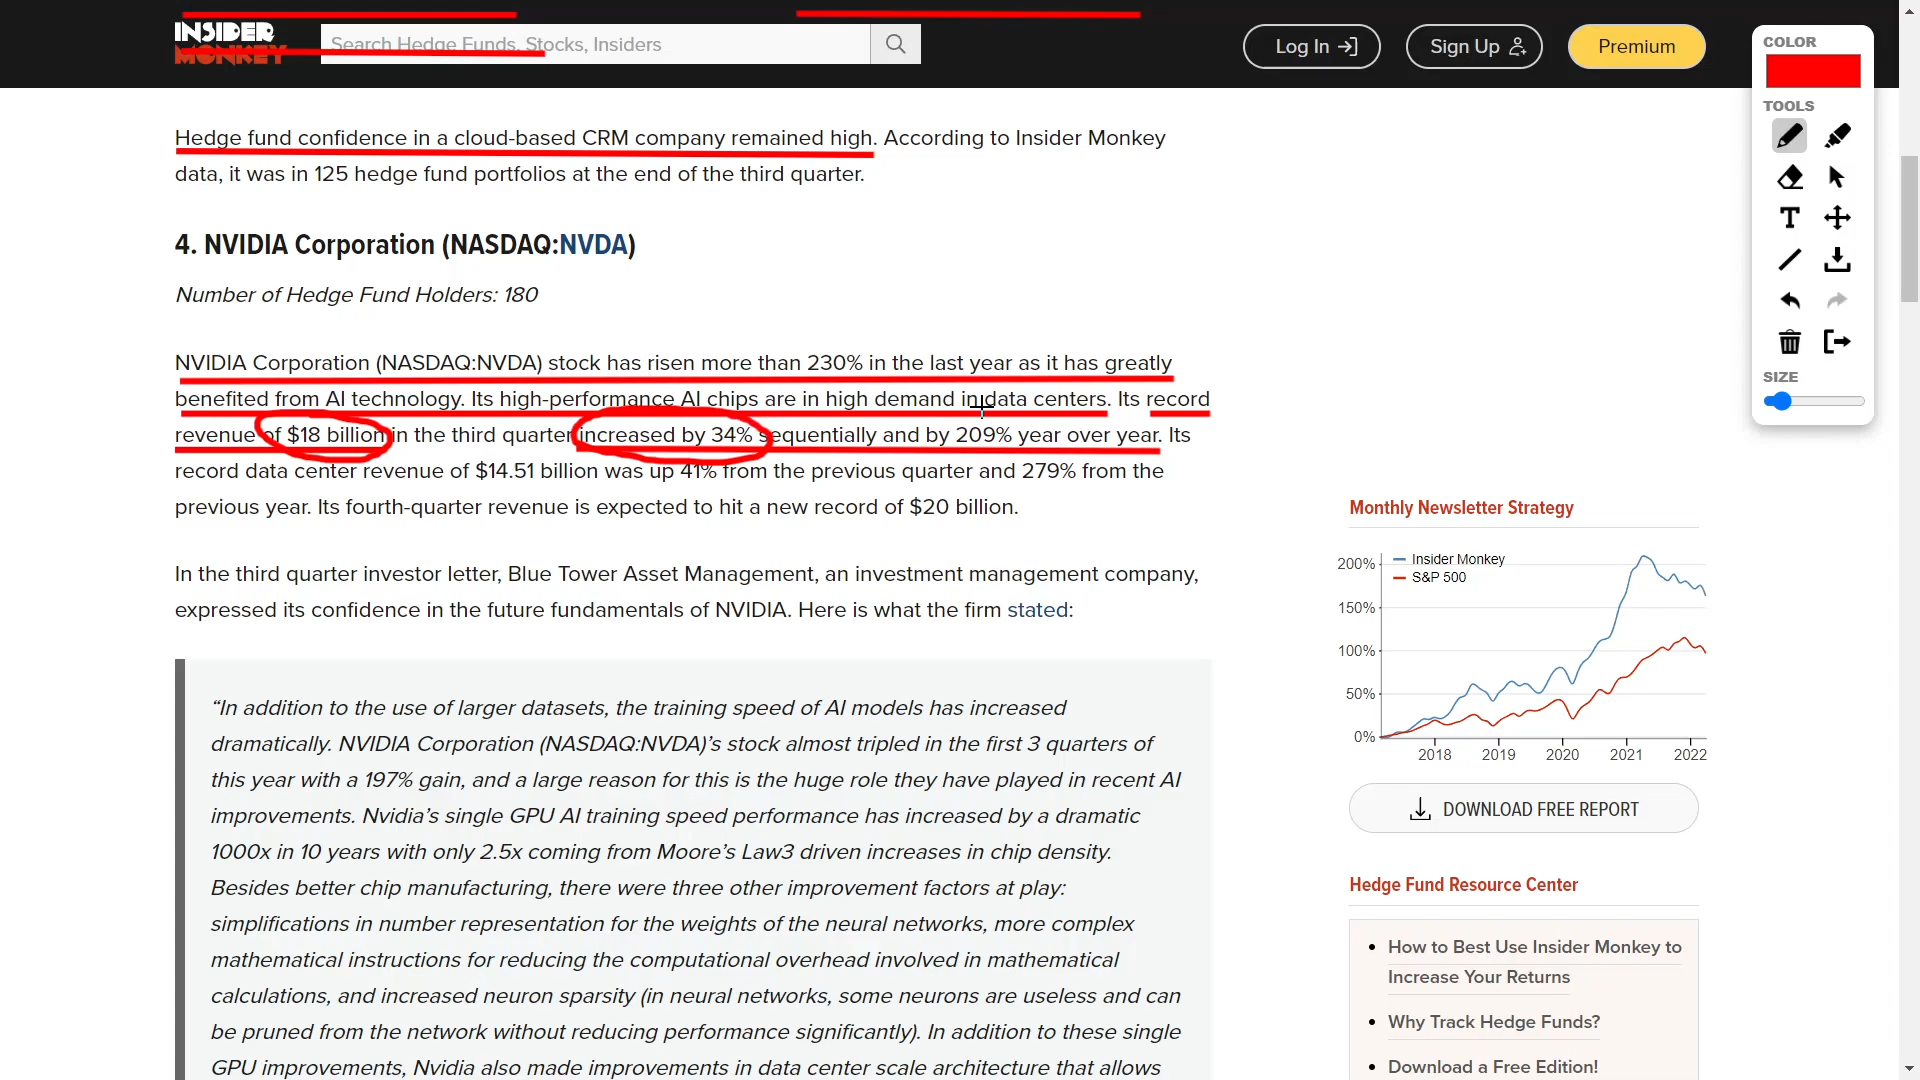 INSIDER
MONKEY
Search Hedge Funds, Stocks, Insiders
Log In
Sign Up
Premium
COLOR
TOOLS
T
SIZE
Hedge fund confidence in a cloud-based CRM company remained high. According to Insider Monkey
data, it was in 125 hedge fund portfolios at the end of the third quarter.
4. NVIDIA Corporation (NASDAQ:NVDA)
Number of Hedge Fund Holders: 180
NVIDIA Corporation (NASDAQ:NVDA) stock has risen more than 230% in the last year as it has greatly
benefited from AI technology. Its high-performance AI chips are in high demand in data centers. Its record
revenue of $18 billion in the third quarter increased by 34% sequentially and by 209% year over year. Its
record data center revenue of $14.51 billion was up 41% from the previous quarter and 279% from the
previous year. Its fourth-quarter revenue is expected to hit a new record of $20 billion.
In the third quarter investor letter, Blue Tower Asset Management, an investment management company,
expressed its confidence in the future fundamentals of NVIDIA. Here is what the firm stated:
“In addition to the use of larger datasets, the training speed of AI models has increased
dramatically. NVIDIA Corporation (NASDAQ:NVDA)’s stock almost tripled in the first 3 quarters of
this year with a 197% gain, and a large reason for this is the huge role they have played in recent AI
improvements. Nvidia’s single GPU AI training speed performance has increased by a dramatic
1000x in 10 years with only 2.5x coming from Moore’s Law3 driven increases in chip density.
Besides better chip manufacturing, there were three other improvement factors at play:
simplifications in number representation for the weights of the neural networks, more complex
mathematical instructions for reducing the computational overhead involved in mathematical
calculations, and increased neuron sparsity (in neural networks, some neurons are useless and can
be pruned from the network without reducing performance significantly). In addition to these single
GPU improvements, Nvidia also made improvements in data center scale architecture that allows
Monthly Newsletter Strategy
Insider Monkey
S&P 500
200%
150%
100%
50%
0%
2018 2019 2020 2021 2022
DOWNLOAD FREE REPORT
Hedge Fund Resource Center
• How to Best Use Insider Monkey to
Increase Your Returns
• Why Track Hedge Funds?
• Download a Free Edition!